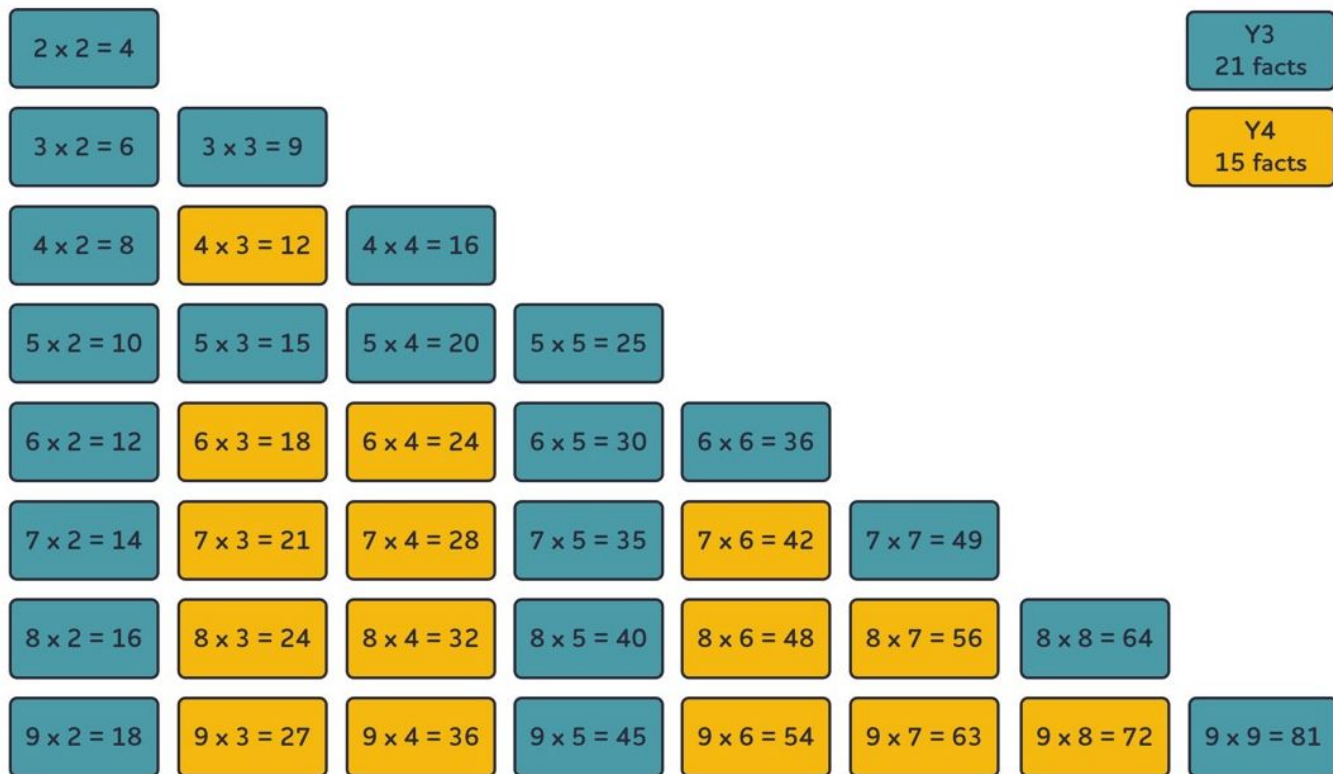 2 x 2 = 4
Y3
21 facts
3 x 2 = 6 3 x 3 = 9
Y4
15 facts
4 x 2 = 8 4 x 3 = 12 4 x 4 = 16
5 x 2 = 10 5 x 3 = 15 5 x 4 = 20 5 x 5 = 25
6 x 2 = 12 6 x 3 = 18 6 x 4 = 24 6 x 5 = 30 6 x 6 = 36
7 x 2 = 14 7 x 3 = 21 7 x 4 = 28 7 x 5 = 35 7 x 6 = 42 7 x 7 = 49
8 x 2 = 16 8 x 3 = 24 8 x 4 = 32 8 x 5 = 40 8 x 6 = 48 8 x 7 = 56 8 x 8 = 64
9 x 2 = 18 9 x 3 = 27 9 x 4 = 36 9 x 5 = 45 9 x 6 = 54 9 x 7 = 63 9 x 8 = 72 9 x 9 = 81